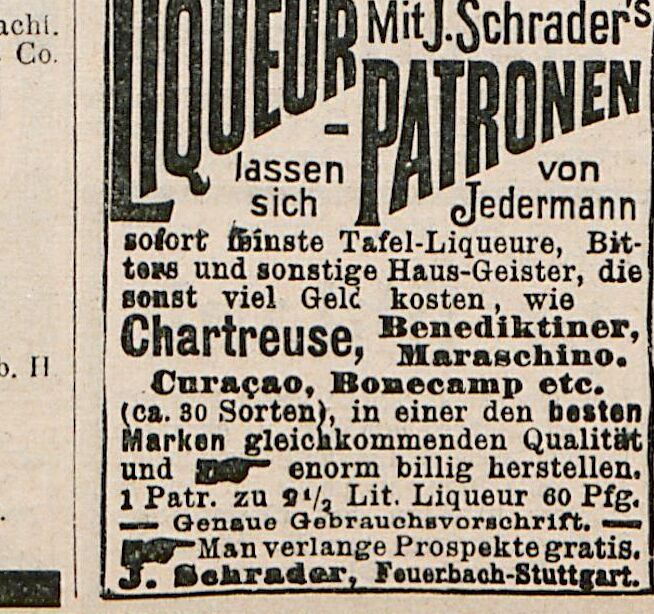 achi.
Co.
b. H
Mit J. Schrader's
LIQUEUR-
PATRONEN
lassen von
sich Jedermann
sofort feinste Tafel-Liqueure, Bit-
ters und sonstige Haus-Geister, die
sonst viel Geld kosten, wie
Chartreuse, Benediktiner,
Maraschino.
Curaçao, Bonecamp etc.
(ca. 30 Sorten), in einer den besten
Marken gleichkommenden Qualität
und enorm billig herstellen.
1 Patr. zu 2 1/2 Lit. Liqueur 60 Pfg.
— Genaue Gebrauchsvorschrift. —
Man verlange Prospekte gratis.
J. Schrader, Feuerbach-Stuttgart.